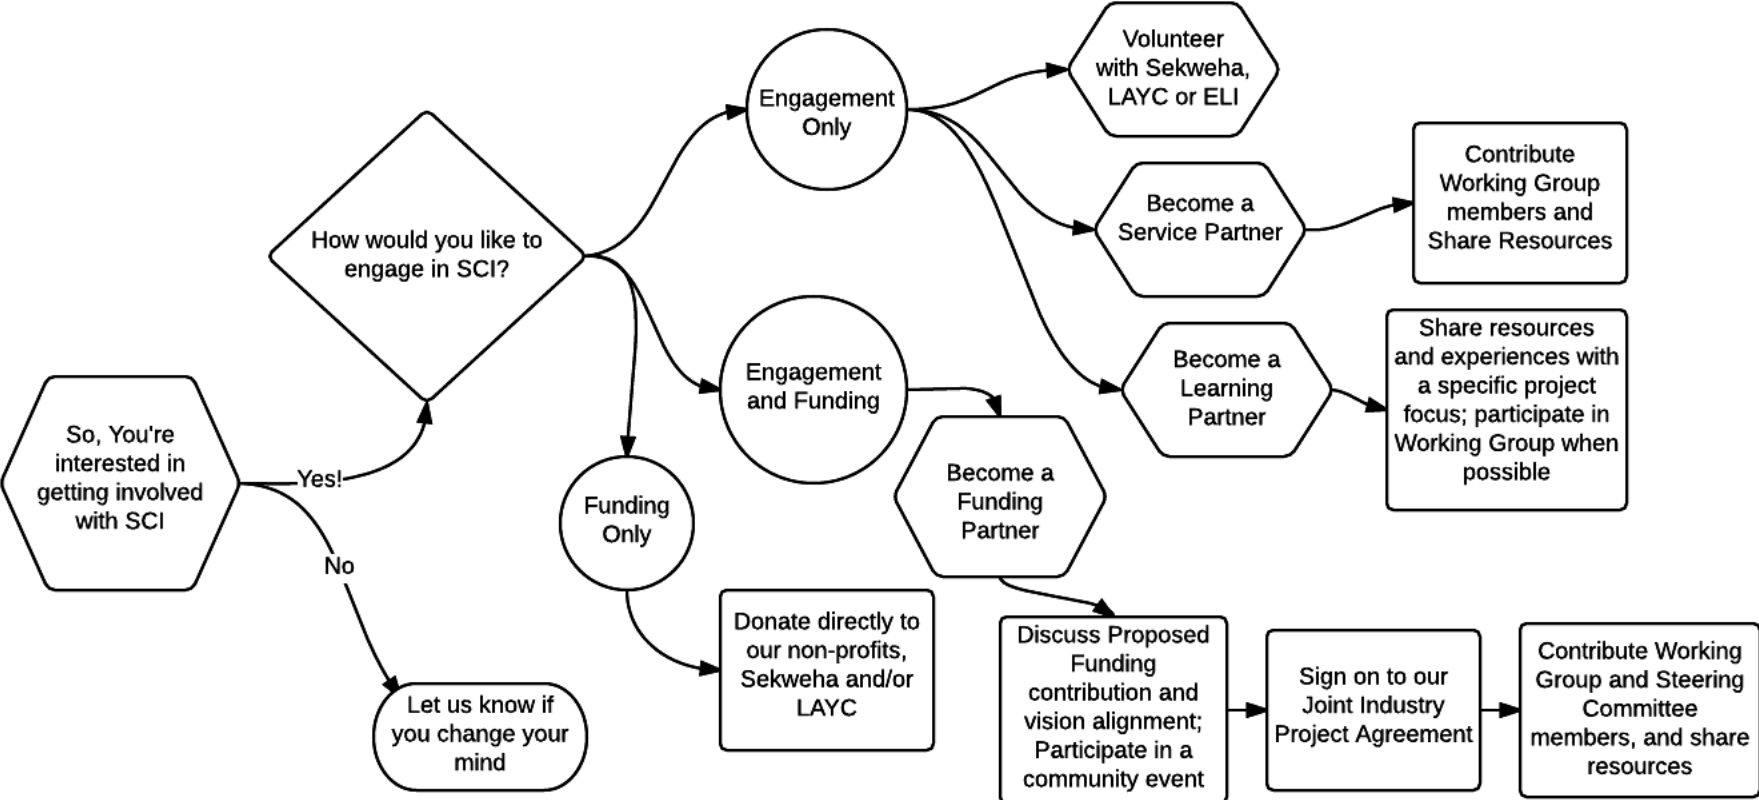 So, You're
interested in
getting involved
with SCI
Yes!
No
Let us know if
you change your
mind
How would you like to
engage in SCI?
Engagement
Only
Engagement
and Funding
Funding
Only
Donate directly to
our non-profits,
Sekweha and/or
LAYC
Volunteer
with Sekweha,
LAYC or ELI
Become a
Service Partner
Contribute
Working Group
members and
Share Resources
Become a
Learning
Partner
Share resources
and experiences with
a specific project
focus; participate in
Working Group when
possible
Become a
Funding
Partner
Discuss Proposed
Funding
contribution and
vision alignment;
Participate in a
community event
Sign on to our
Joint Industry
Project Agreement
Contribute Working
Group and Steering
Committee
members, and share
resources